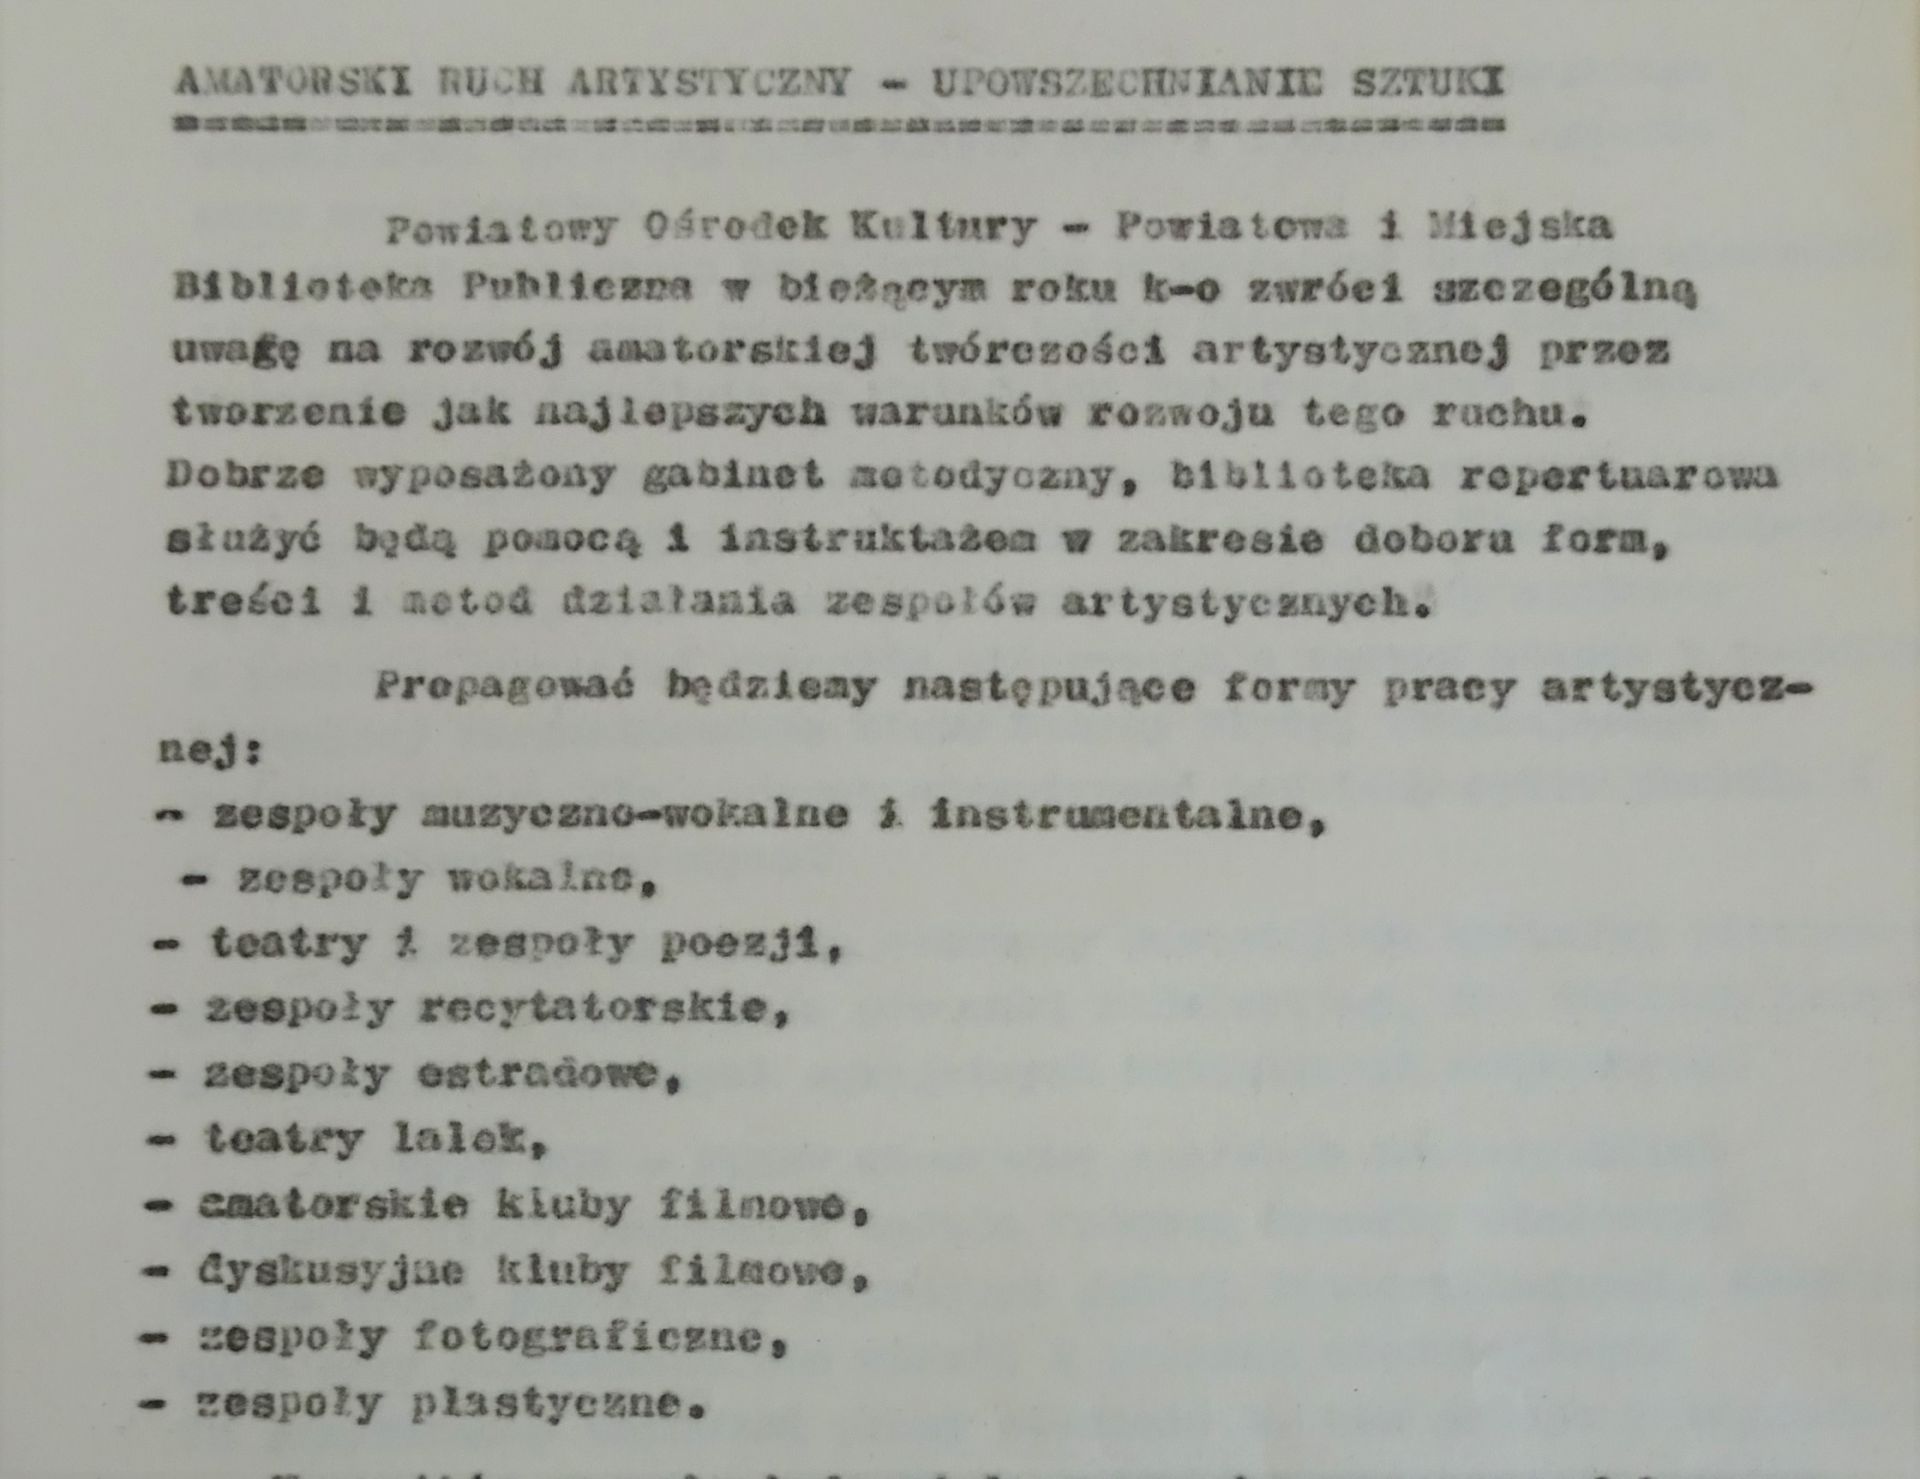 AMATORSKI RUCH ARTYSTYCZNY - UPOWSZECHNIANIE SZTUKI
Powiatowy Ośrodek Kultury - Powiatowa i Miejska
Biblioteka Publiczna w bieżącym roku k-o zwróci szczególną
uwagę na rozwój amatorskiej twórczości artystycznej przez
tworzenie jak najlepszych warunków rozwoju tego ruchu.
Dobrze wyposażony gabinet metodyczny, biblioteka repertuarowa
służyć będą pomocą i instruktażem w zakresie doboru form,
treści i metod działania zespołów artystycznych.
Propagować będziemy następujące formy pracy artystycz-
nej:
- zespoły muzyczno-wokalne i instrumentalne,
- zespoły wokalne,
- teatry i zespoły poezji,
- zespoły recytatorskie,
- zespoły estradowe,
- teatry lalek,
- amatorskie kluby filmowe,
- dyskusyjne kluby filmowe,
- zespoły fotograficzne,
- zespoły plastyczne.